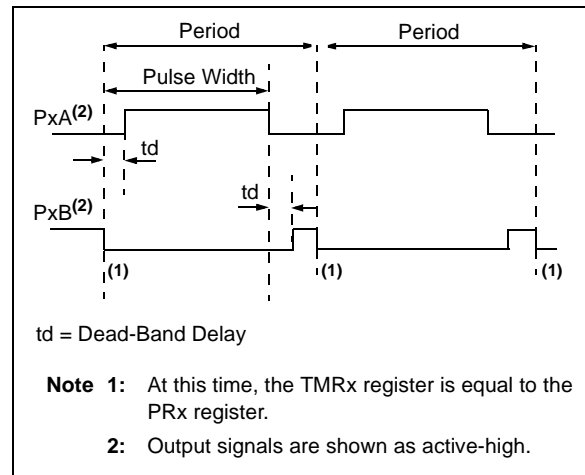 Period Period
Pulse Width
PxA(2)
td
td
PxB(2)
(1) (1) (1)
td = Dead-Band Delay
Note 1: At this time, the TMRx register is equal to the
PRx register.
2: Output signals are shown as active-high.